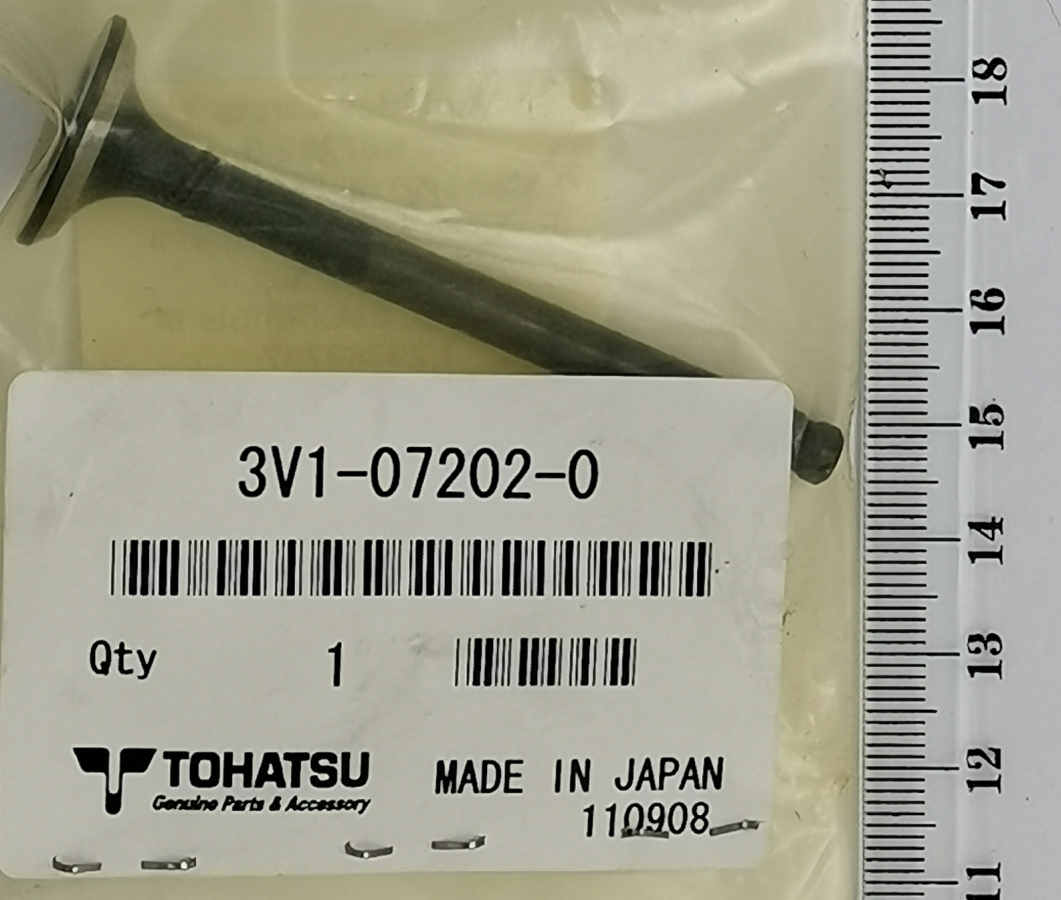 3V1-07202-0
Qty 1
TOHATSU
Genuine Parts & Accessory
MADE IN JAPAN
110908
18
17
16
15
14
13
12
11